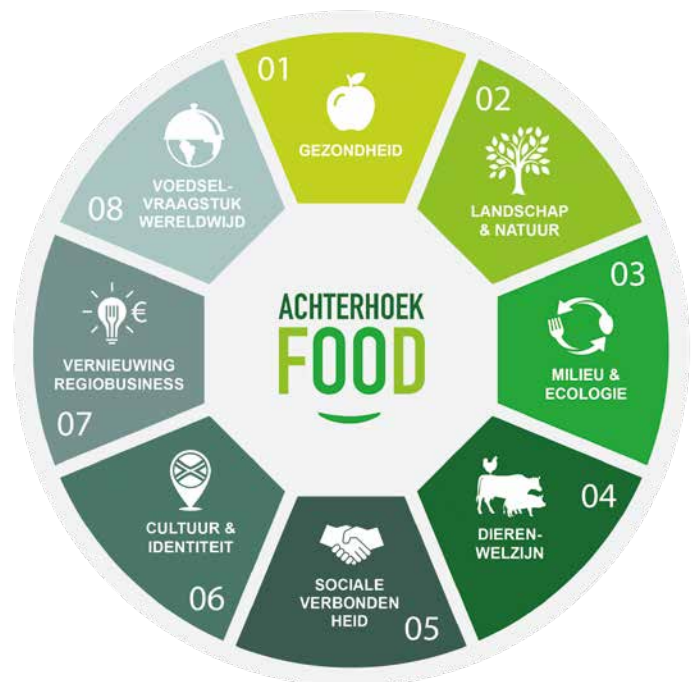 01
GEZONDHEID
02
LANDSCHAP
& NATUUR
03
MILIEU &
ECOLOGIE
04
DIEREN-
WELZIJN
SOCIALE
VERBONDEN
HEID
05
CULTUUR &
IDENTITEIT
06
€
VERNIEUWING
REGIOBUSINESS
07
VOEDSEL-
VRAAGSTUK
WERELDWIJD
08
ACHTERHOEK
FOOD